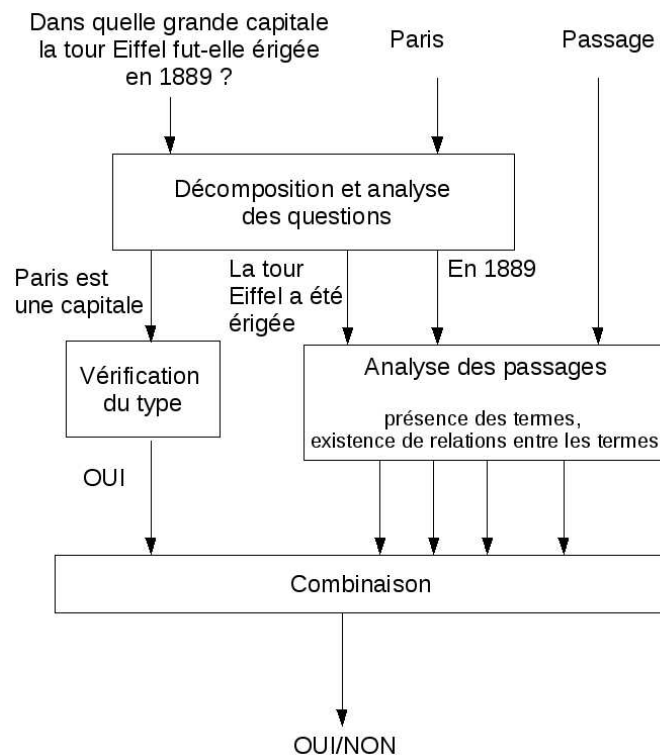 Dans quelle grande capitale
la tour Eiffel fut-elle érigée
en 1889 ?
Paris
Passage
Décomposition et analyse
des questions
Paris est
une capitale
La tour
Eiffel a été
érigée
En 1889
Vérification
du type
Analyse des passages
présence des termes,
existence de relations entre les termes
OUI
Combinaison
OUI/NON